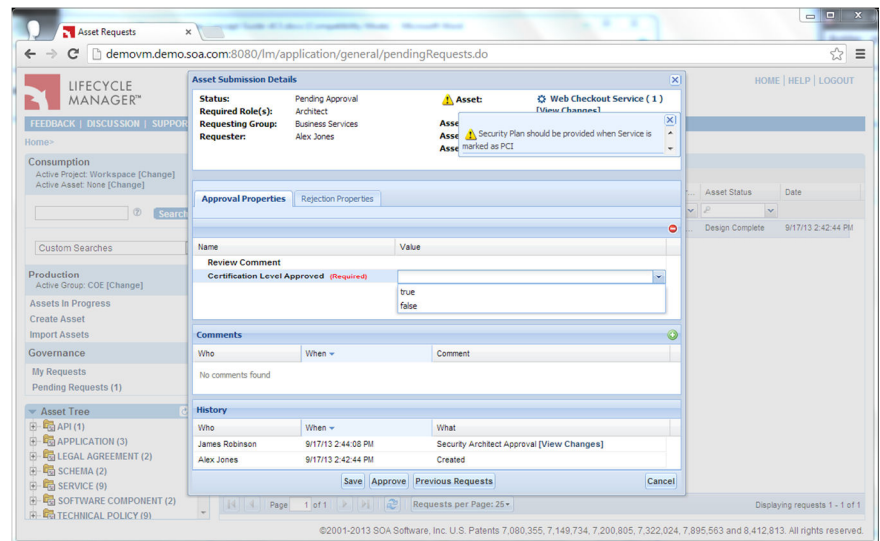 Asset Requests
demovm.demo.soa.com:8080/lm/application/general/pendingRequests.do
LIFECYCLE
MANAGER™
HOME | HELP | LOGOUT
FEEDBACK | DISCUSSION | SUPPOR
Home>
Consumption
Active Project: Workspace [Change]
Active Asset: None [Change]
Search
Custom Searches
Production
Active Group: COE [Change]
Assets In Progress
Create Asset
Import Assets
Governance
My Requests
Pending Requests (1)
Asset Tree
API (1)
APPLICATION (3)
LEGAL AGREEMENT (2)
SCHEMA (2)
SERVICE (9)
SOFTWARE COMPONENT (2)
TECHNICAL POLICY (9)
Asset Submission Details
Status: Pending Approval
Required Role(s): Architect
Requesting Group: Business Services
Requester: Alex Jones
Asset: Web Checkout Service ( 1 )
[View Changes]
Asse
Asse
Asse
Security Plan should be provided when Service is
marked as PCI
Approval Properties Rejection Properties
Name Value
Review Comment
Certification Level Approved (Required)
true
false
Comments
Who When Comment
No comments found
History
Who When What
James Robinson 9/17/13 2:44:08 PM Security Architect Approval [View Changes]
Alex Jones 9/17/13 2:42:44 PM Created
Save Approve Previous Requests Cancel
Asset Status Date
Design Complete 9/17/13 2:42:44 PM
Page 1 of 1 Requests per Page: 25 Displaying requests 1 - 1 of 1
©2001-2013 SOA Software, Inc. U.S. Patents 7,080,355, 7,149,734, 7,200,805, 7,322,024, 7,895,563 and 8,412,813. All rights reserved.